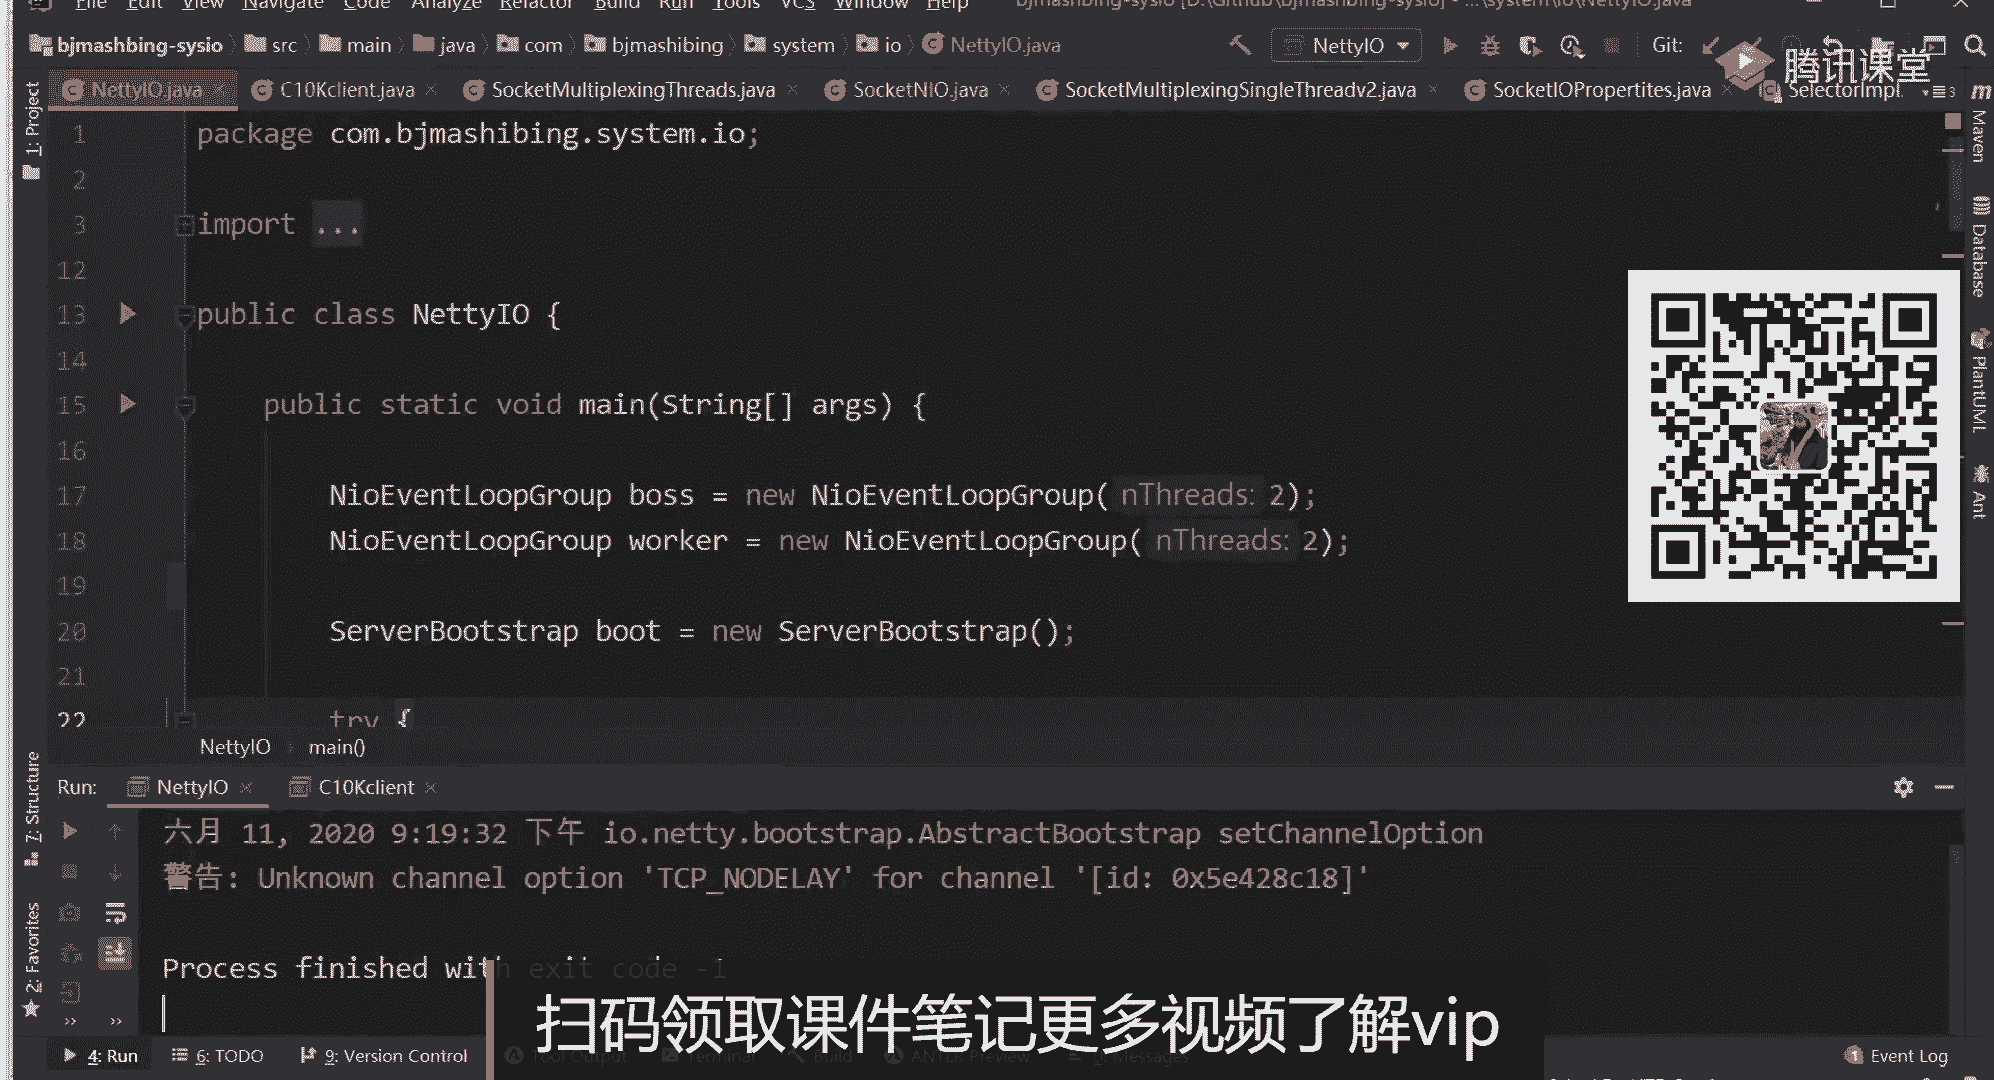 File Edit View Navigate Code Analyze Refactor Build Run Tools VCS Window Help bjmashbing-sysio [D:\Github\bjmashbing-sysio] - ...\system\io\NettyIO.java
bjmashbing-sysio src main java com bjmashibing system io NettyIO.java NettyIO Git:
腾讯课堂
NettyIO.java C10Kclient.java SocketMultiplexingThreads.java SocketNIO.java SocketMultiplexingSingleThreadv2.java SocketIOPropertites.java SelectorImpl.
1: Project
Maven
Database
PlantUML
Ant
1 package com.bjmashibing.system.io;
2
3 import ...
12
13 public class NettyIO {
14
15 public static void main(String[] args) {
16
17 NioEventLoopGroup boss = new NioEventLoopGroup( nThreads: 2);
18 NioEventLoopGroup worker = new NioEventLoopGroup( nThreads: 2);
19
20 ServerBootstrap boot = new ServerBootstrap();
21
22 try {
NettyIO main()
7: Structure
2: Favorites
Run: NettyIO C10Kclient
六月 11, 2020 9:19:32 下午 io.netty.bootstrap.AbstractBootstrap setChannelOption
警告: Unknown channel option 'TCP_NODELAY' for channel '[id: 0x5e428c18]'
Process finished with exit code -1
扫码领取课件笔记更多视频了解vip
4: Run 6: TODO 9: Version Control Tool Output Terminal Build ANTLR Preview 0: Messages Event Log